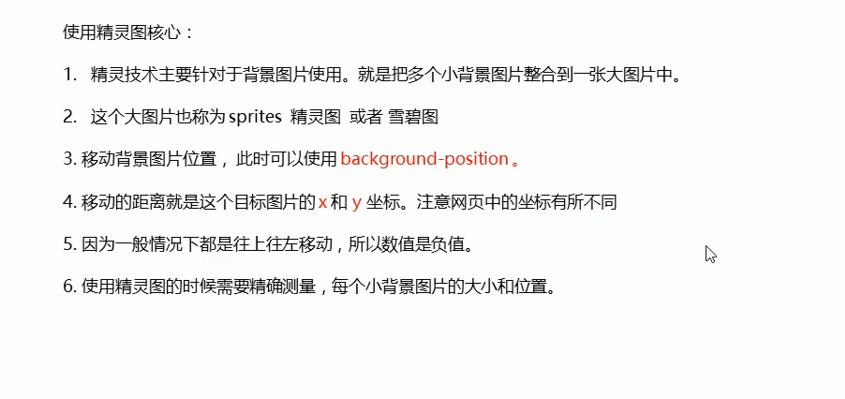 使用精灵图核心：
1. 精灵技术主要针对于背景图片使用。就是把多个小背景图片整合到一张大图片中。
2. 这个大图片也称为 sprites 精灵图 或者 雪碧图
3. 移动背景图片位置， 此时可以使用 background-position 。
4. 移动的距离就是这个目标图片的 x 和 y 坐标。注意网页中的坐标有所不同
5. 因为一般情况下都是往上往左移动，所以数值是负值。
6. 使用精灵图的时候需要精确测量，每个小背景图片的大小和位置。